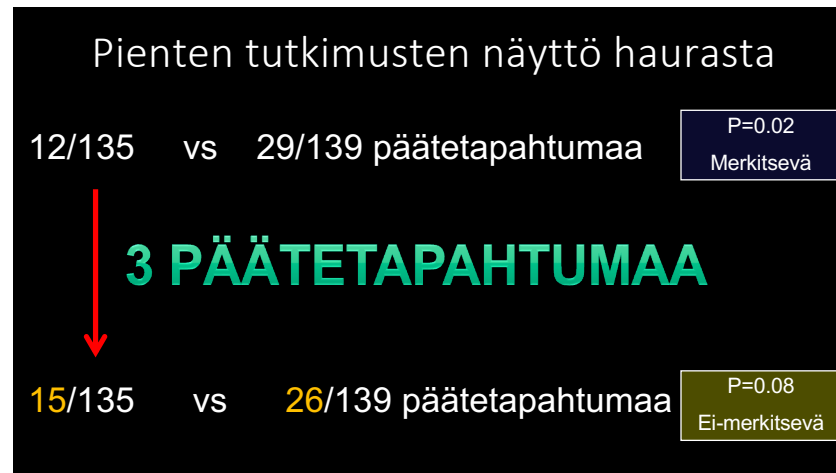 Pienten tutkimusten näyttö haurasta
12/135 vs 29/139 päätetapahtumaa
P=0.02
Merkitsevä
3 PÄÄTETAPAHTUMAA
15/135 vs 26/139 päätetapahtumaa
P=0.08
Ei-merkitsevä